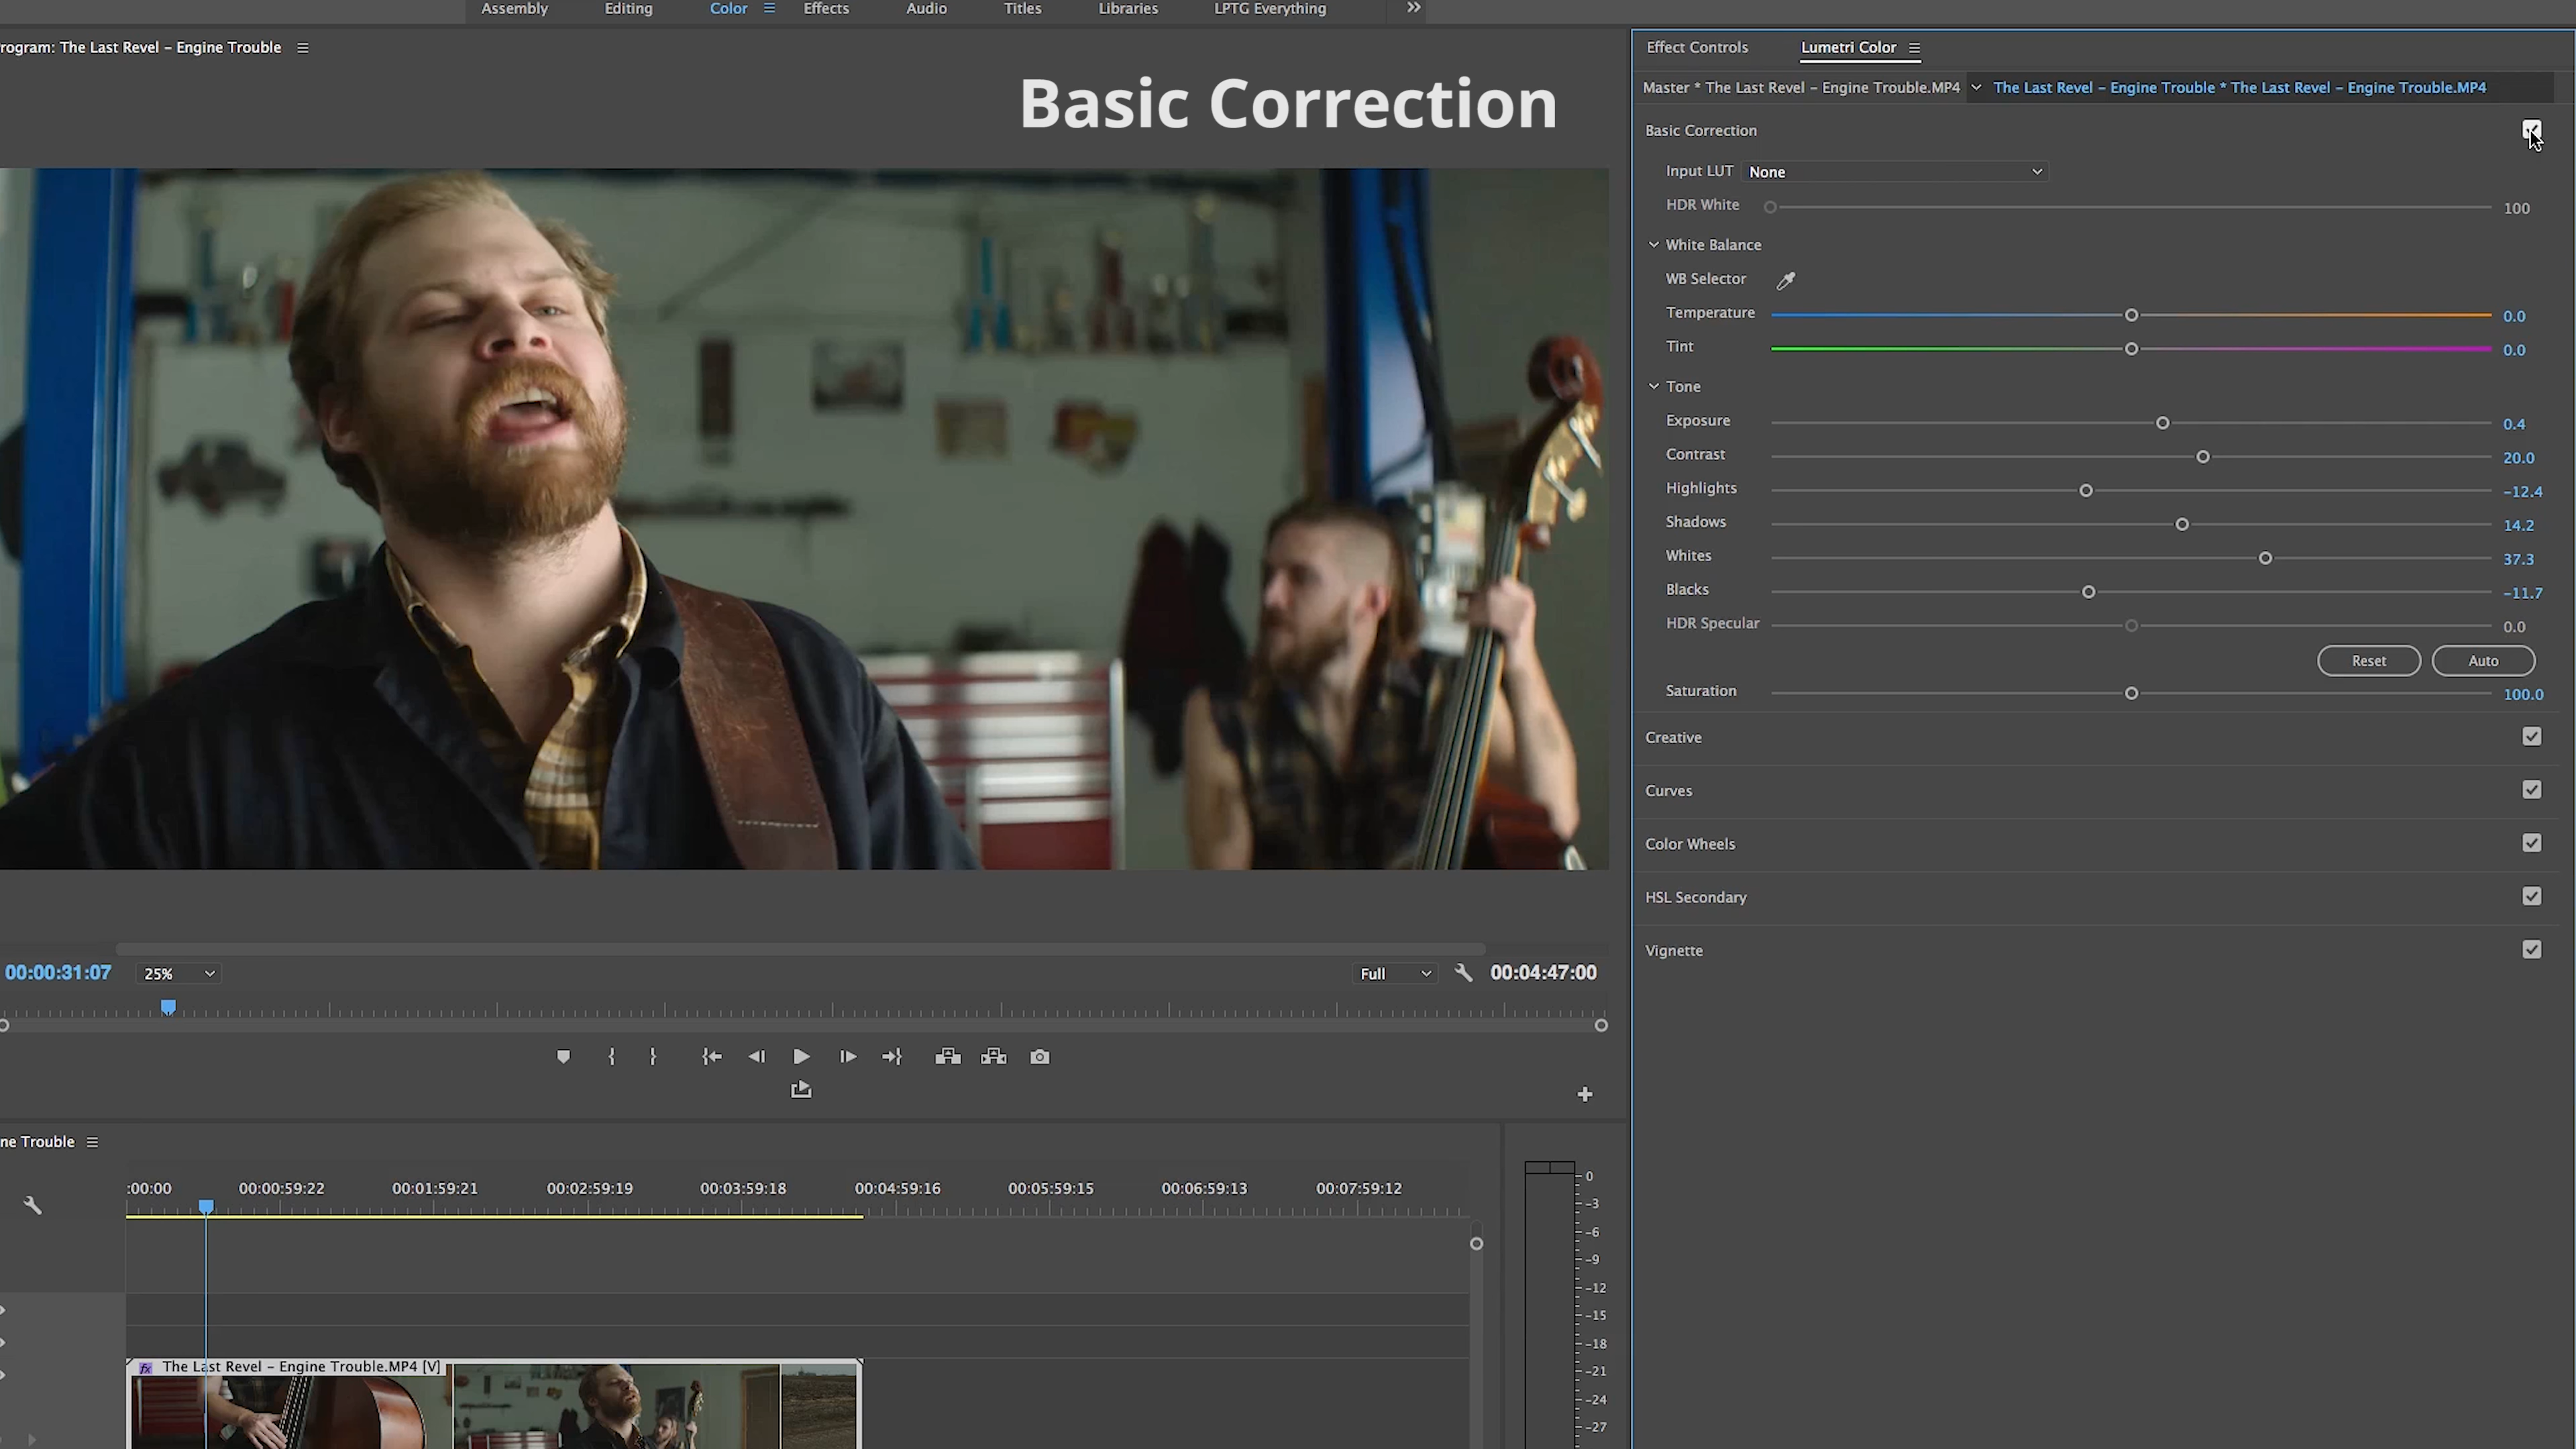 Assembly Editing Color Effects Audio Titles Libraries LPTG Everything
rogram: The Last Revel – Engine Trouble
Basic Correction
Effect Controls Lumetri Color
Master * The Last Revel – Engine Trouble.MP4 The Last Revel – Engine Trouble * The Last Revel – Engine Trouble.MP4
Basic Correction
Input LUT None
HDR White 100
White Balance
WB Selector
Temperature 0.0
Tint 0.0
Tone
Exposure 0.4
Contrast 20.0
Highlights –12.4
Shadows 14.2
Whites 37.3
Blacks –11.7
HDR Specular 0.0
Reset Auto
Saturation 100.0
Creative
Curves
Color Wheels
HSL Secondary
Vignette
00:00:31:07 25% Full 00:04:47:00
ne Trouble
:00:00 00:00:59:22 00:01:59:21 00:02:59:19 00:03:59:18 00:04:59:16 00:05:59:15 00:06:59:13 00:07:59:12
0
–3
–6
–9
–12
–15
–18
–21
–24
–27
fx The Last Revel – Engine Trouble.MP4 [V]